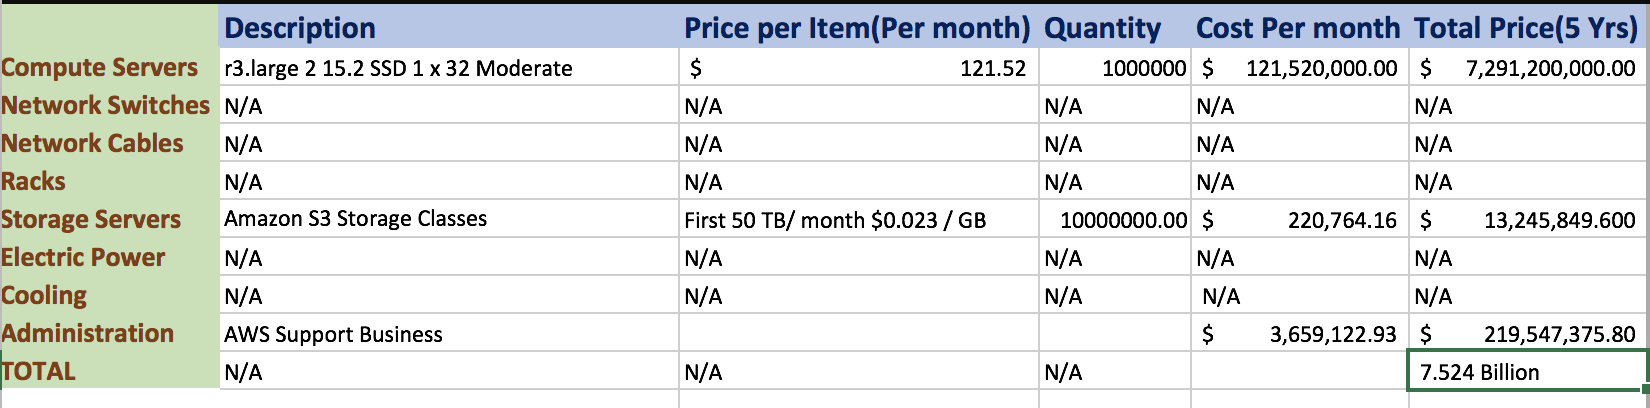 Description Price per Item(Per month) Quantity Cost Per month Total Price(5 Yrs)
Compute Servers r3.large 2 15.2 SSD 1 x 32 Moderate $ 121.52 1000000 $ 121,520,000.00 $ 7,291,200,000.00
Network Switches N/A N/A N/A N/A N/A
Network Cables N/A N/A N/A N/A N/A
Racks N/A N/A N/A N/A N/A
Storage Servers Amazon S3 Storage Classes First 50 TB/ month $0.023 / GB 10000000.00 $ 220,764.16 $ 13,245,849.600
Electric Power N/A N/A N/A N/A N/A
Cooling N/A N/A N/A N/A N/A
Administration AWS Support Business $ 3,659,122.93 $ 219,547,375.80
TOTAL N/A N/A N/A 7.524 Billion